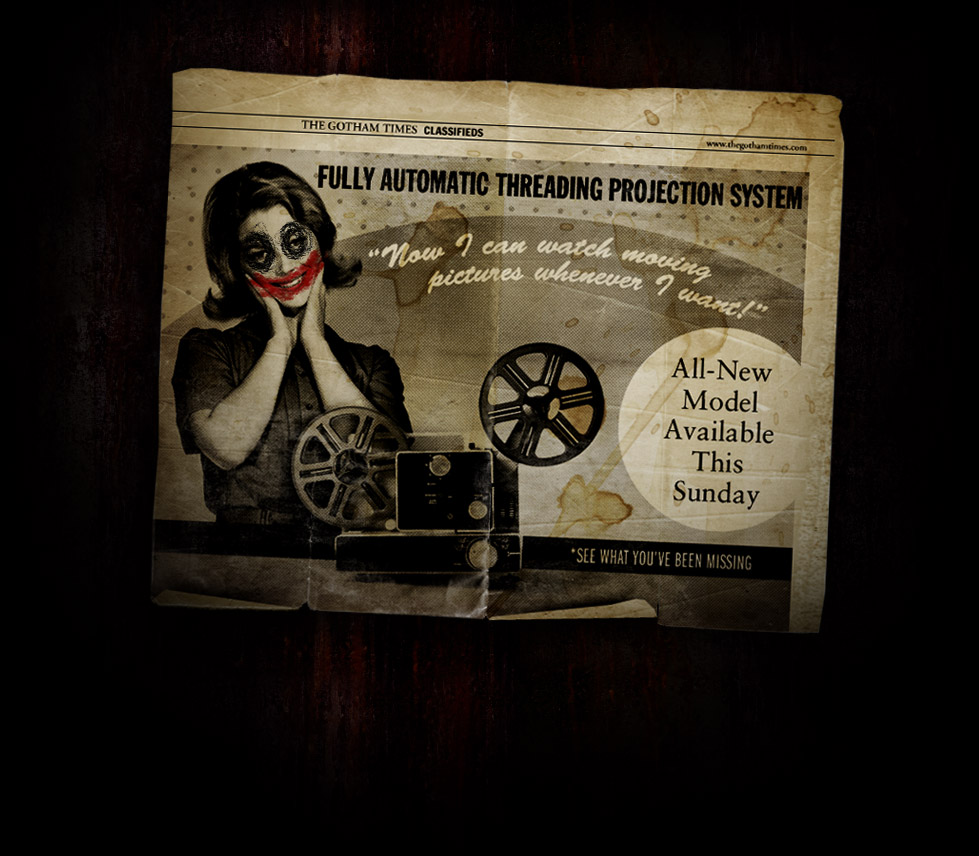 THE GOTHAM TIMES CLASSIFIEDS
www.thegothamtimes.com
FULLY AUTOMATIC THREADING PROJECTION SYSTEM
"Now I can watch moving
pictures whenever I want!"
All-New
Model
Available
This
Sunday
*SEE WHAT YOU'VE BEEN MISSING